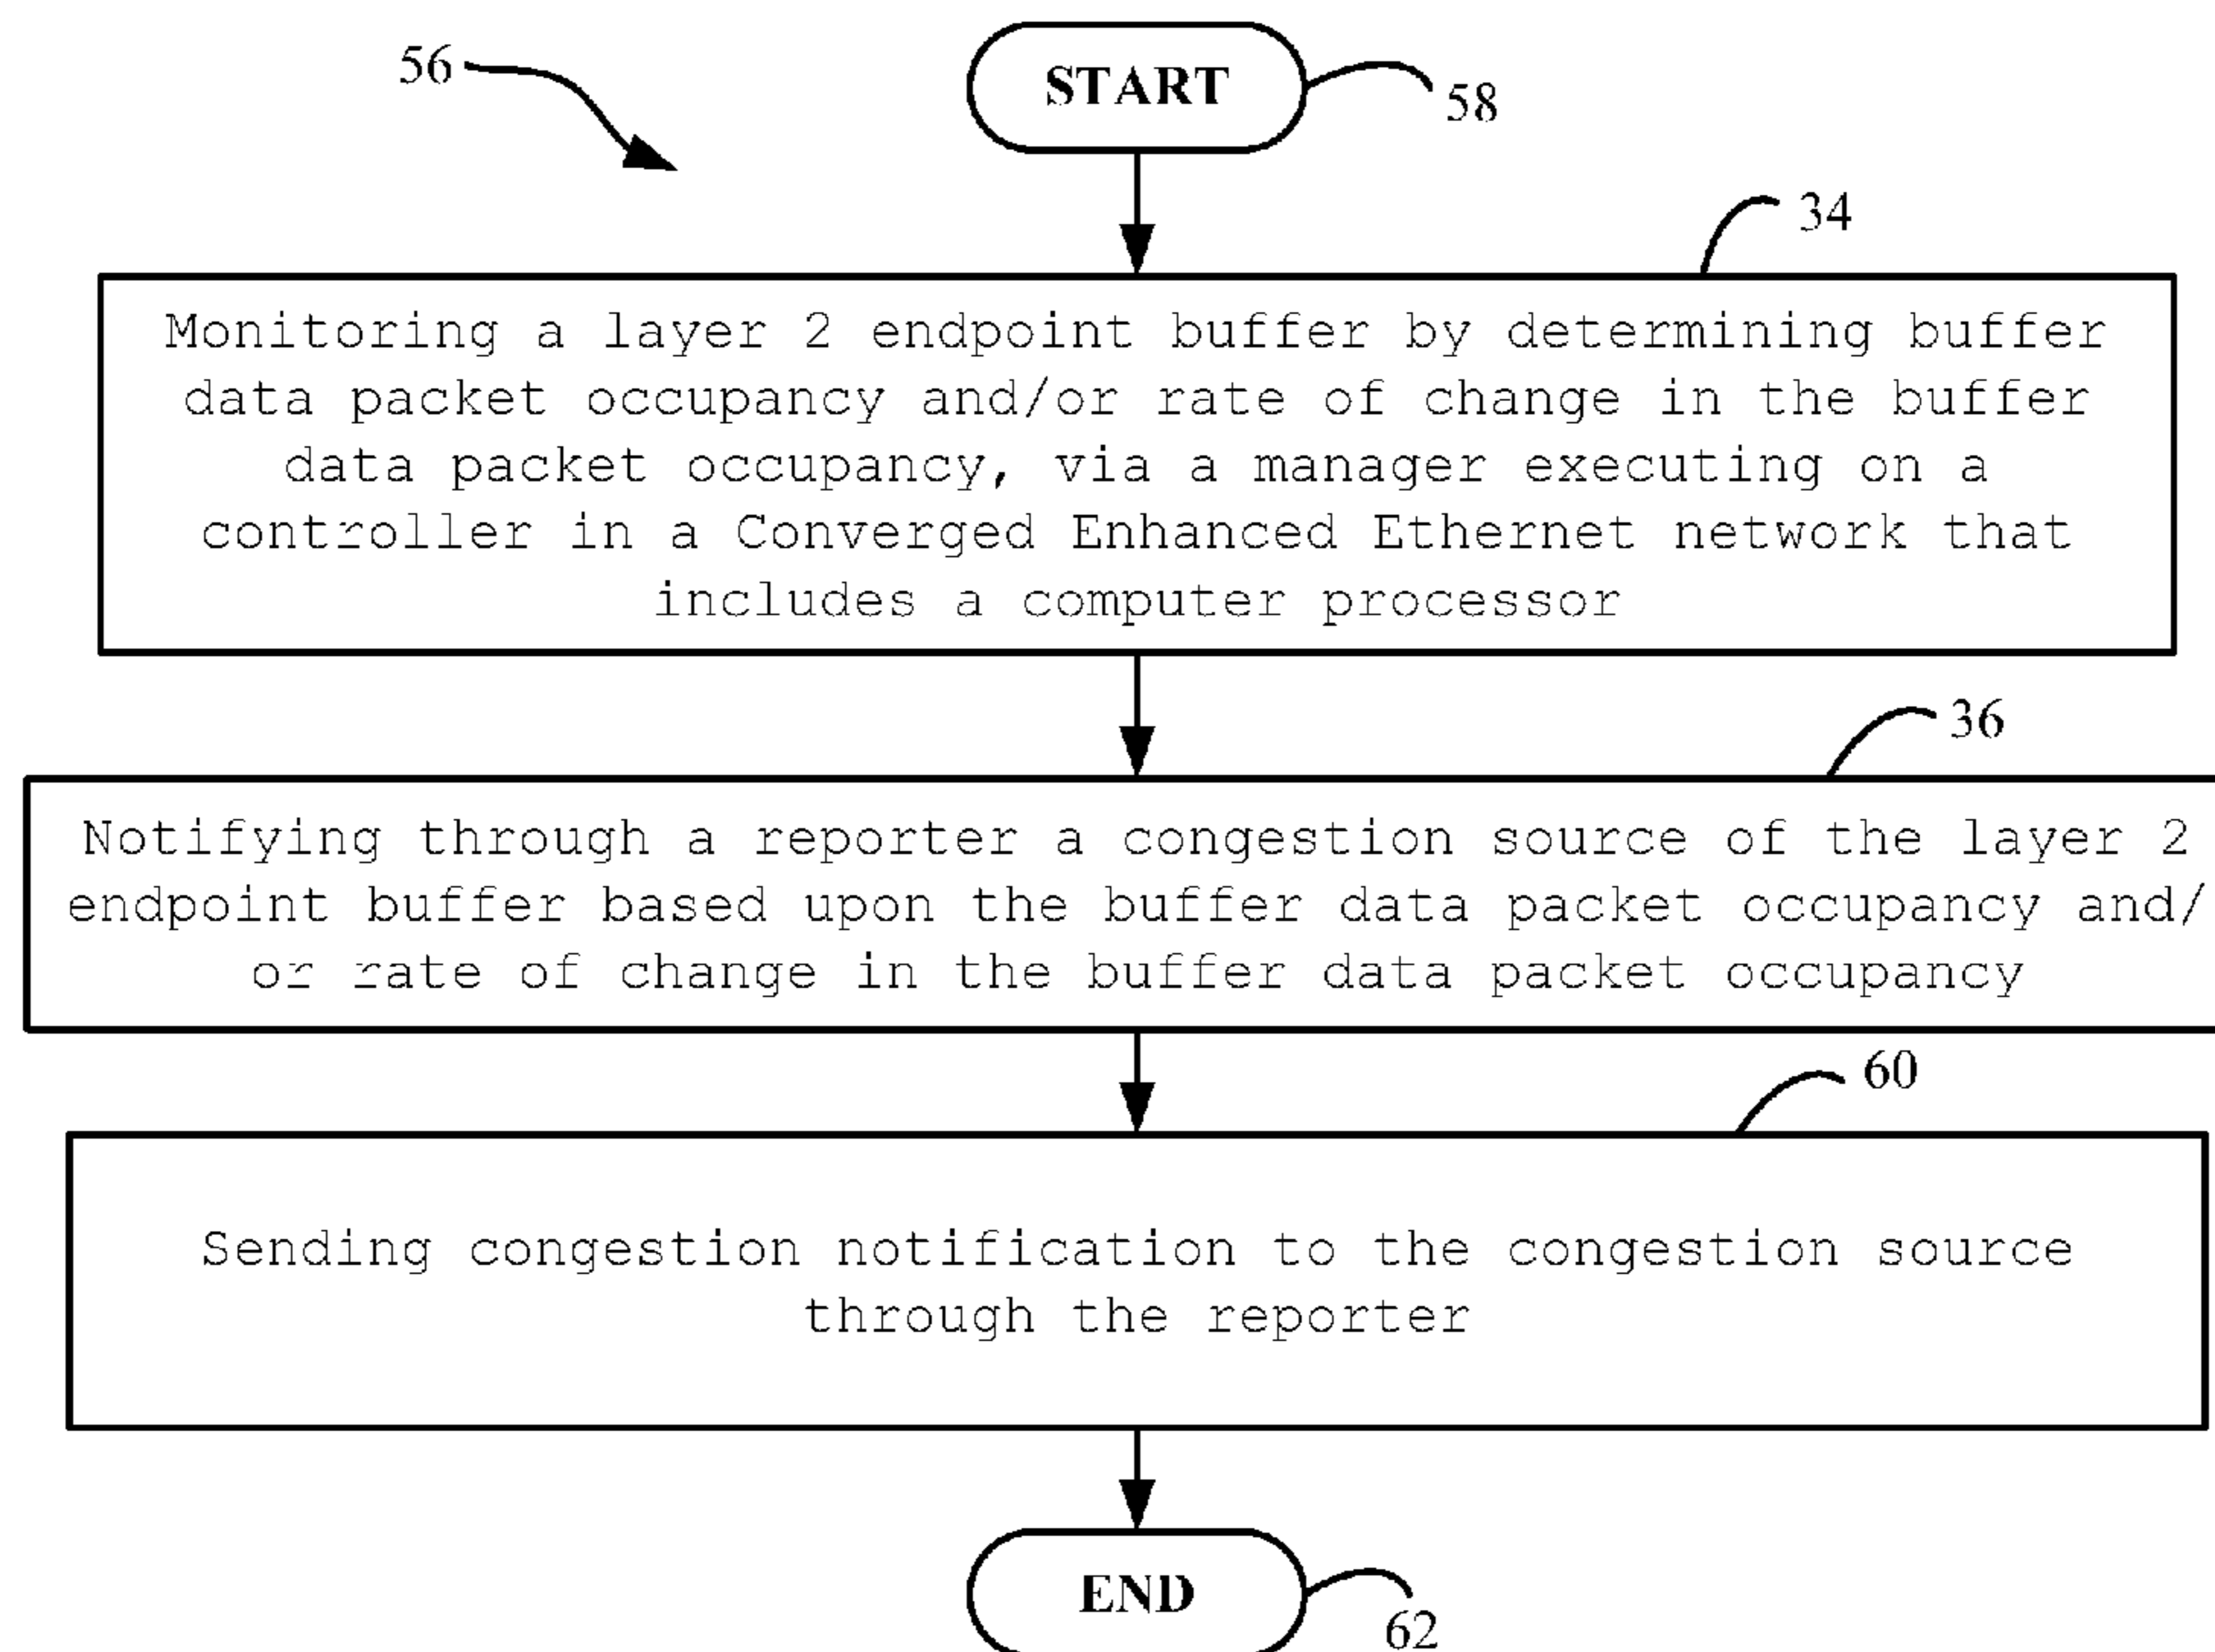 56
START
58
34
Monitoring a layer 2 endpoint buffer by determining buffer
data packet occupancy and/or rate of change in the buffer
data packet occupancy, via a manager executing on a
controller in a Converged Enhanced Ethernet network that
includes a computer processor
36
Notifying through a reporter a congestion source of the layer 2
endpoint buffer based upon the buffer data packet occupancy and/
or rate of change in the buffer data packet occupancy
60
Sending congestion notification to the congestion source
through the reporter
END
62